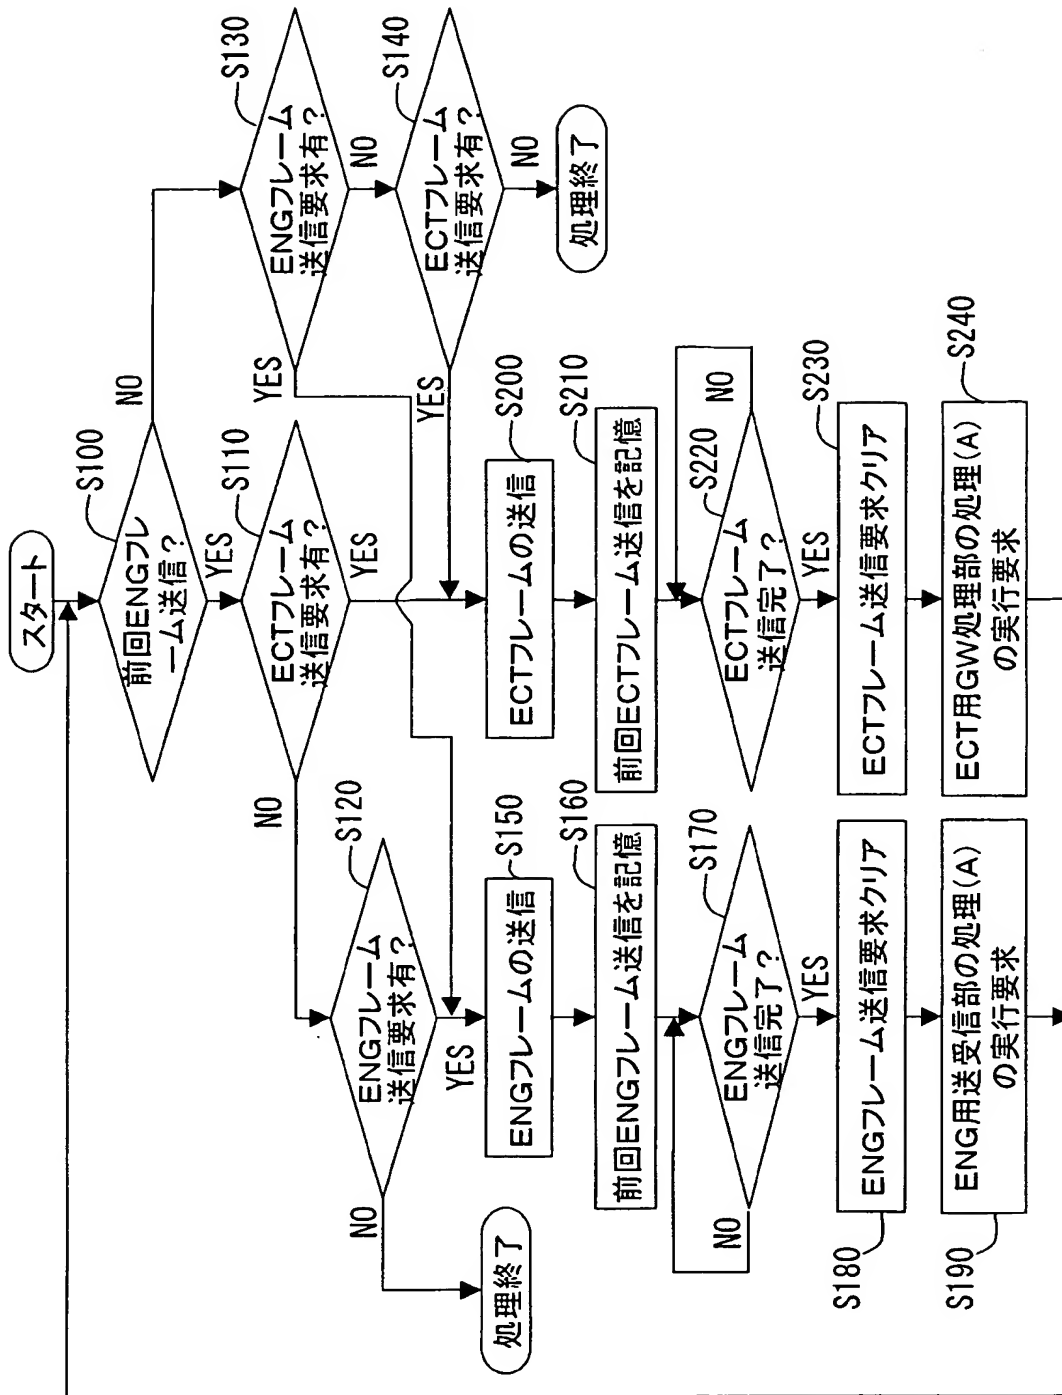 スタート
S100
前回ENGフレ
ーム送信?
NO
YES
S110
ECTフレーム
送信要求有?
NO
YES
S120
ENGフレーム
送信要求有?
NO
YES
処理終了
S130
ENGフレーム
送信要求有?
YES
NO
S140
ECTフレーム
送信要求有?
YES
NO
処理終了
S150
ENGフレームの送信
S160
前回ENGフレーム送信を記憶
S170
ENGフレーム
送信完了?
NO
YES
S180
ENGフレーム送信要求クリア
S190
ENG用送受信部の処理(A)
の実行要求
S200
ECTフレームの送信
S210
前回ECTフレーム送信を記憶
S220
ECTフレーム
送信完了?
NO
YES
S230
ECTフレーム送信要求クリア
S240
ECT用GW処理部の処理(A)
の実行要求